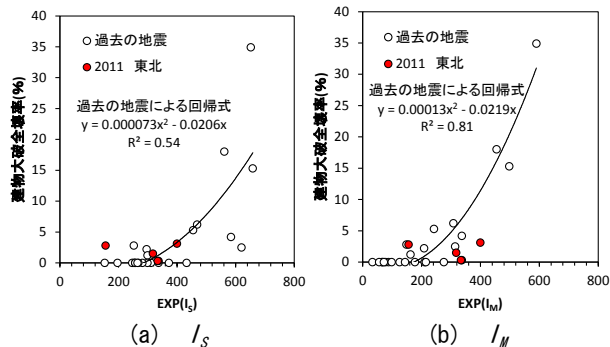 建物大破全壊率(%)
40
35
30
25
20
15
10
5
0
過去の地震
2011 東北
過去の地震による回帰式
y = 0.000073x² - 0.0206x
R² = 0.54
0 200 400 600 800
EXP(I_S)
(a) I_S
建物大破全壊率(%)
40
35
30
25
20
15
10
5
0
過去の地震
2011 東北
過去の地震による回帰式
y = 0.00013x² - 0.0219x
R² = 0.81
0 200 400 600 800
EXP(I_M)
(b) I_M